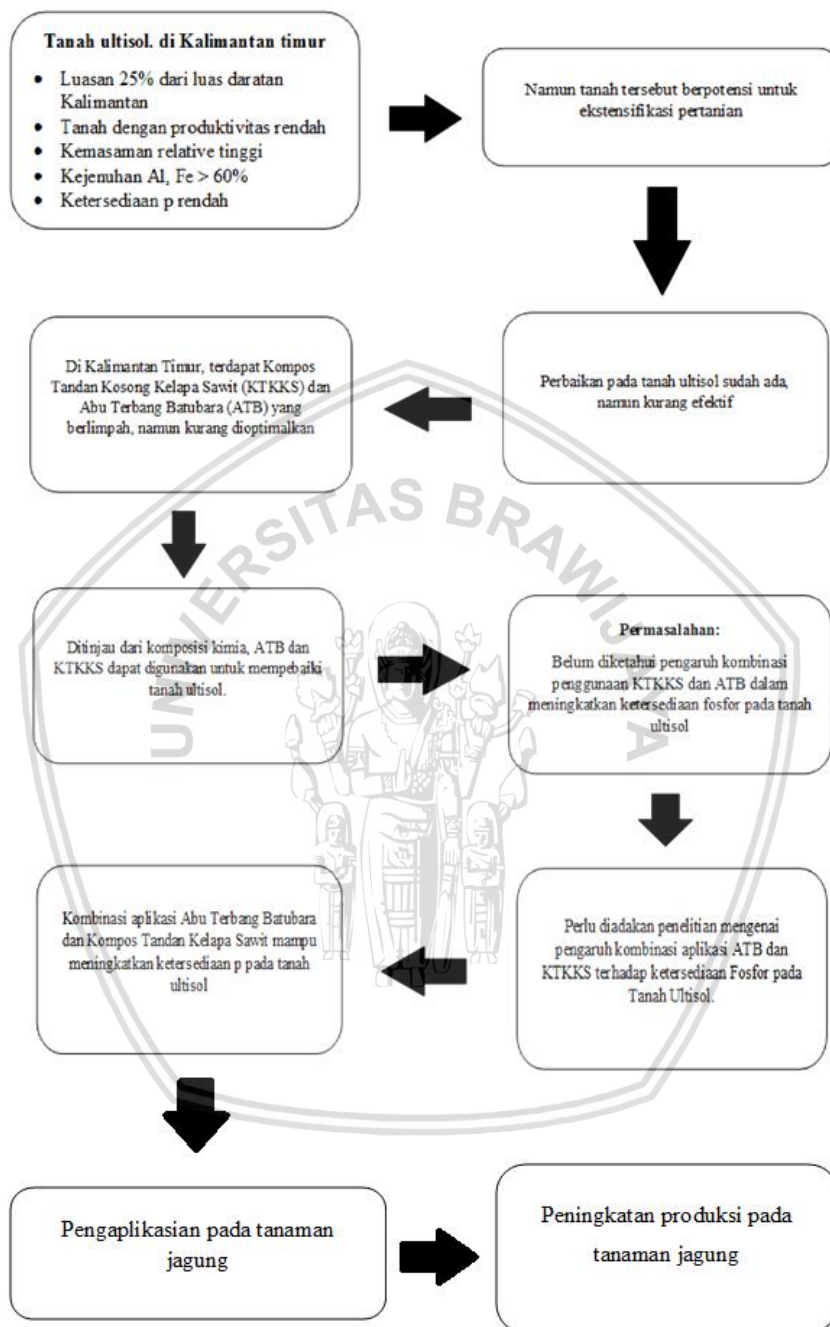 Tanah ultisol. di Kalimantan timur
• Luasan 25% dari luas daratan
Kalimantan
• Tanah dengan produktivitas rendah
• Kemasaman relative tinggi
• Kejenuhan Al, Fe > 60%
• Ketersediaan p rendah
Namun tanah tersebut berpotensi untuk
ekstensifikasi pertanian
Perbaikan pada tanah ultisol sudah ada,
namun kurang efektif
Di Kalimantan Timur, terdapat Kompos
Tandan Kosong Kelapa Sawit (KTKKS) dan
Abu Terbang Batubara (ATB) yang
berlimpah, namun kurang dioptimalkan
Ditinjau dari komposisi kimia, ATB dan
KTKKS dapat digunakan untuk mempebaiki
tanah ultisol.
Permasalahan:
Belum diketahui pengaruh kombinasi
penggunaan KTKKS dan ATB dalam
meningkatkan ketersediaan fosfor pada tanah
ultisol
Perlu diadakan penelitian mengenai
pengaruh kombinasi aplikasi ATB dan
KTKKS terhadap ketersediaan Fosfor pada
Tanah Ultisol.
Kombinasi aplikasi Abu Terbang Batubara
dan Kompos Tandan Kelapa Sawit mampu
meningkatkan ketersediaan p pada tanah
ultisol
Pengaplikasian pada tanaman
jagung
Peningkatan produksi pada
tanaman jagung
UNIVERSITAS BRAWIJAYA